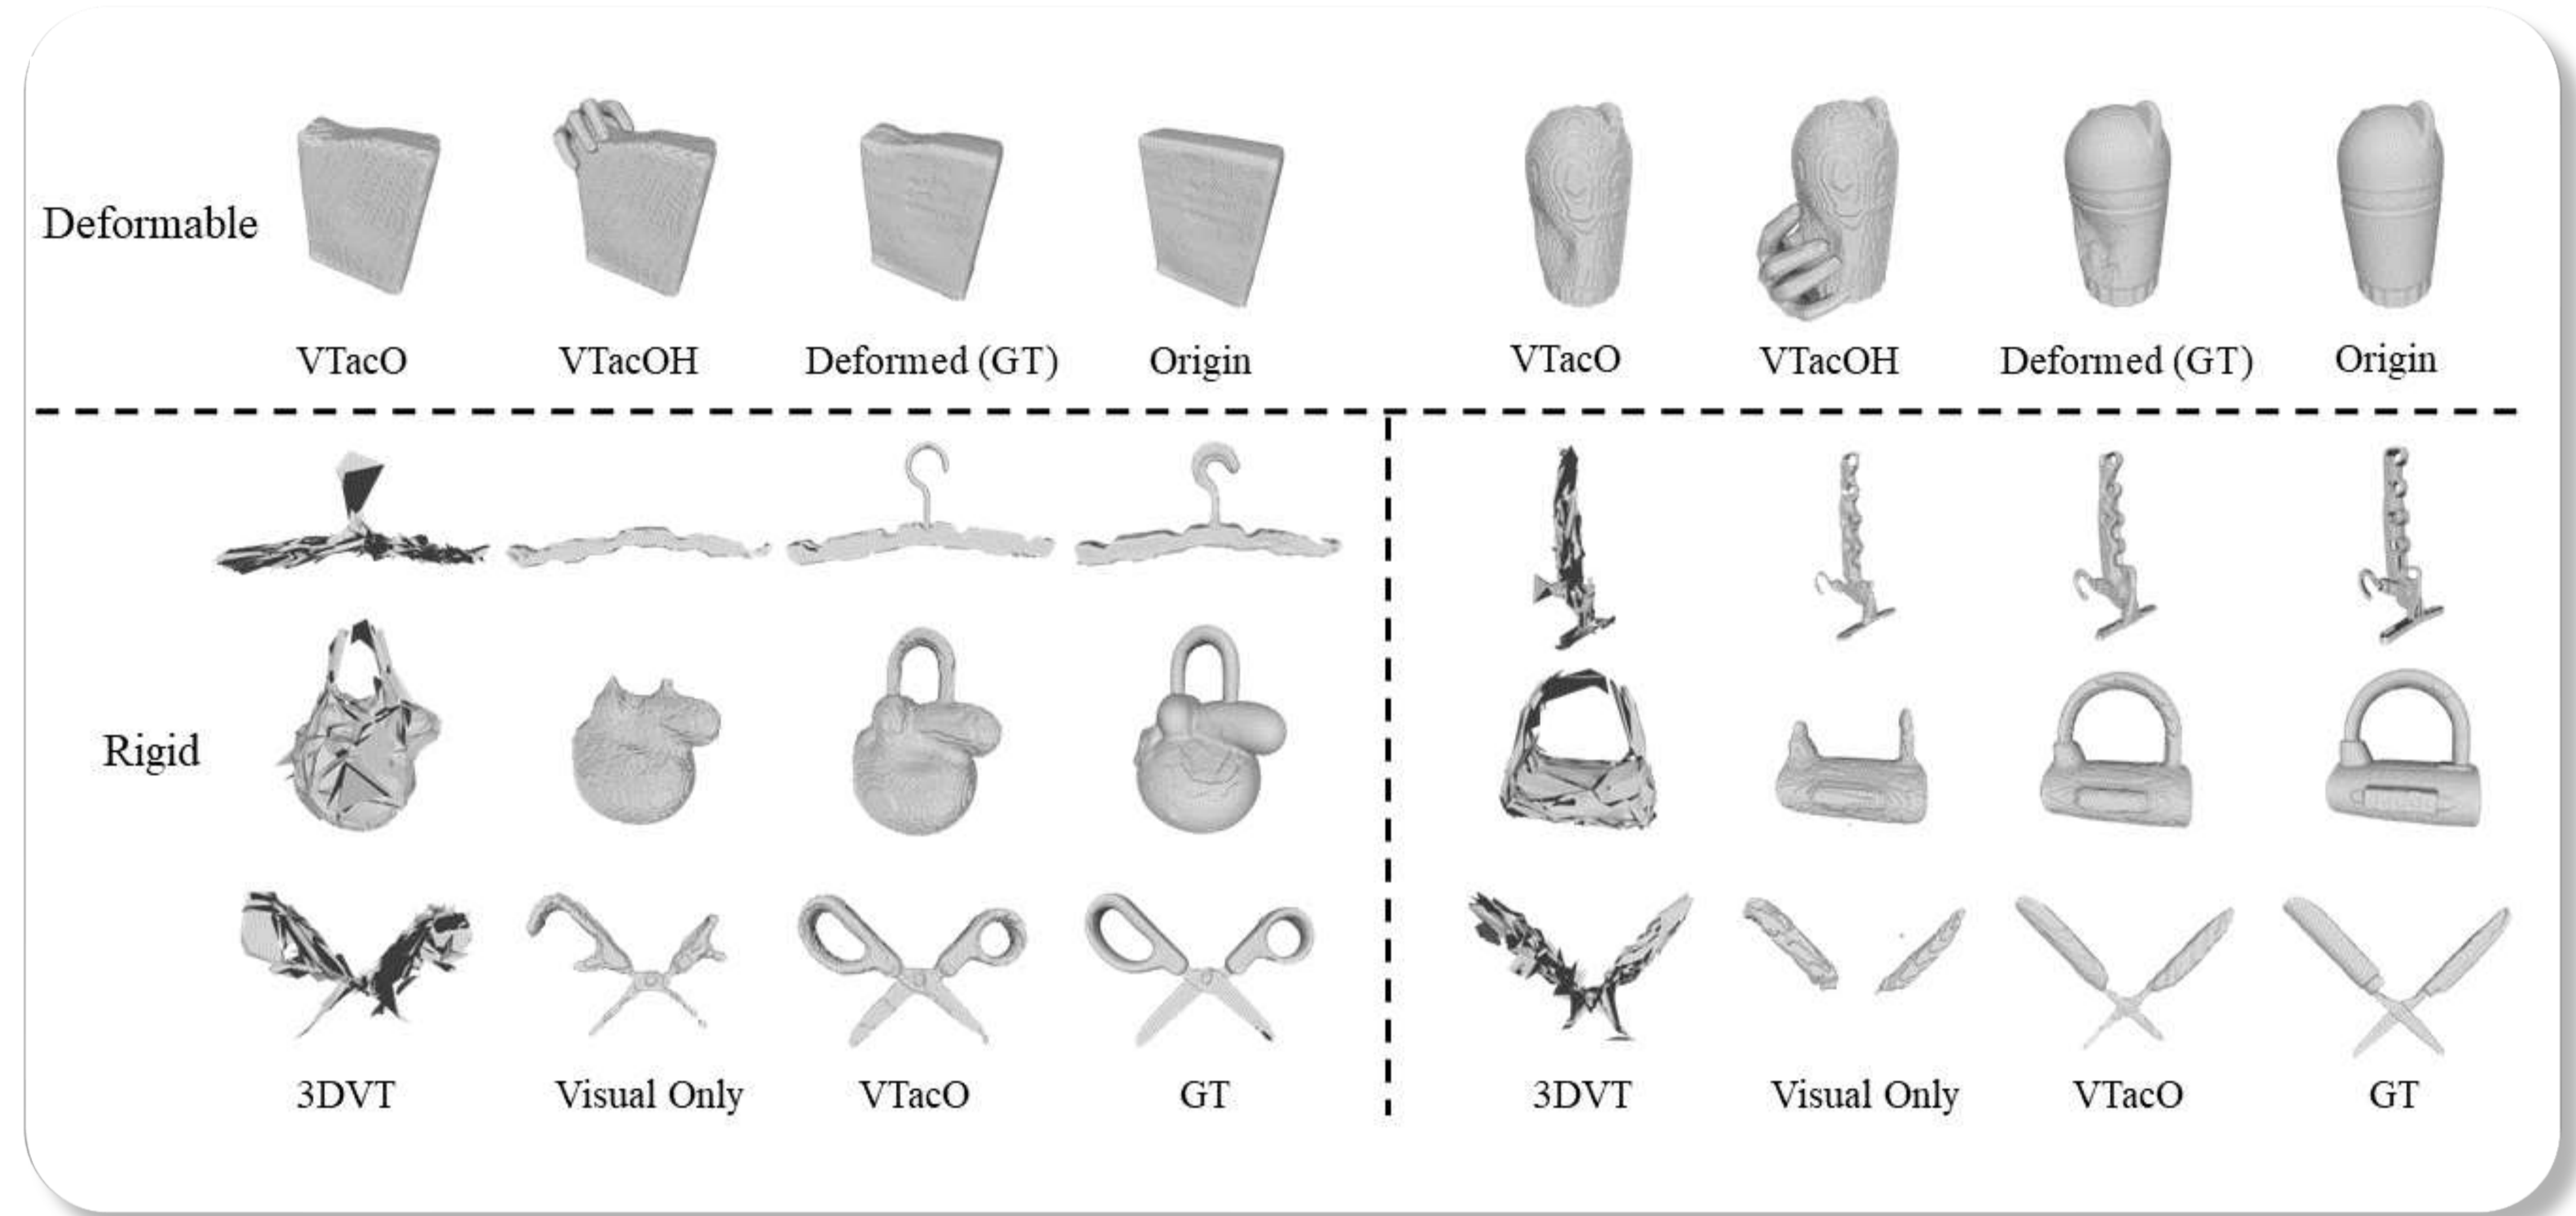 Deformable
VTacO VTacOH Deformed (GT) Origin VTacO VTacOH Deformed (GT) Origin
Rigid
3DVT Visual Only VTacO GT 3DVT Visual Only VTacO GT